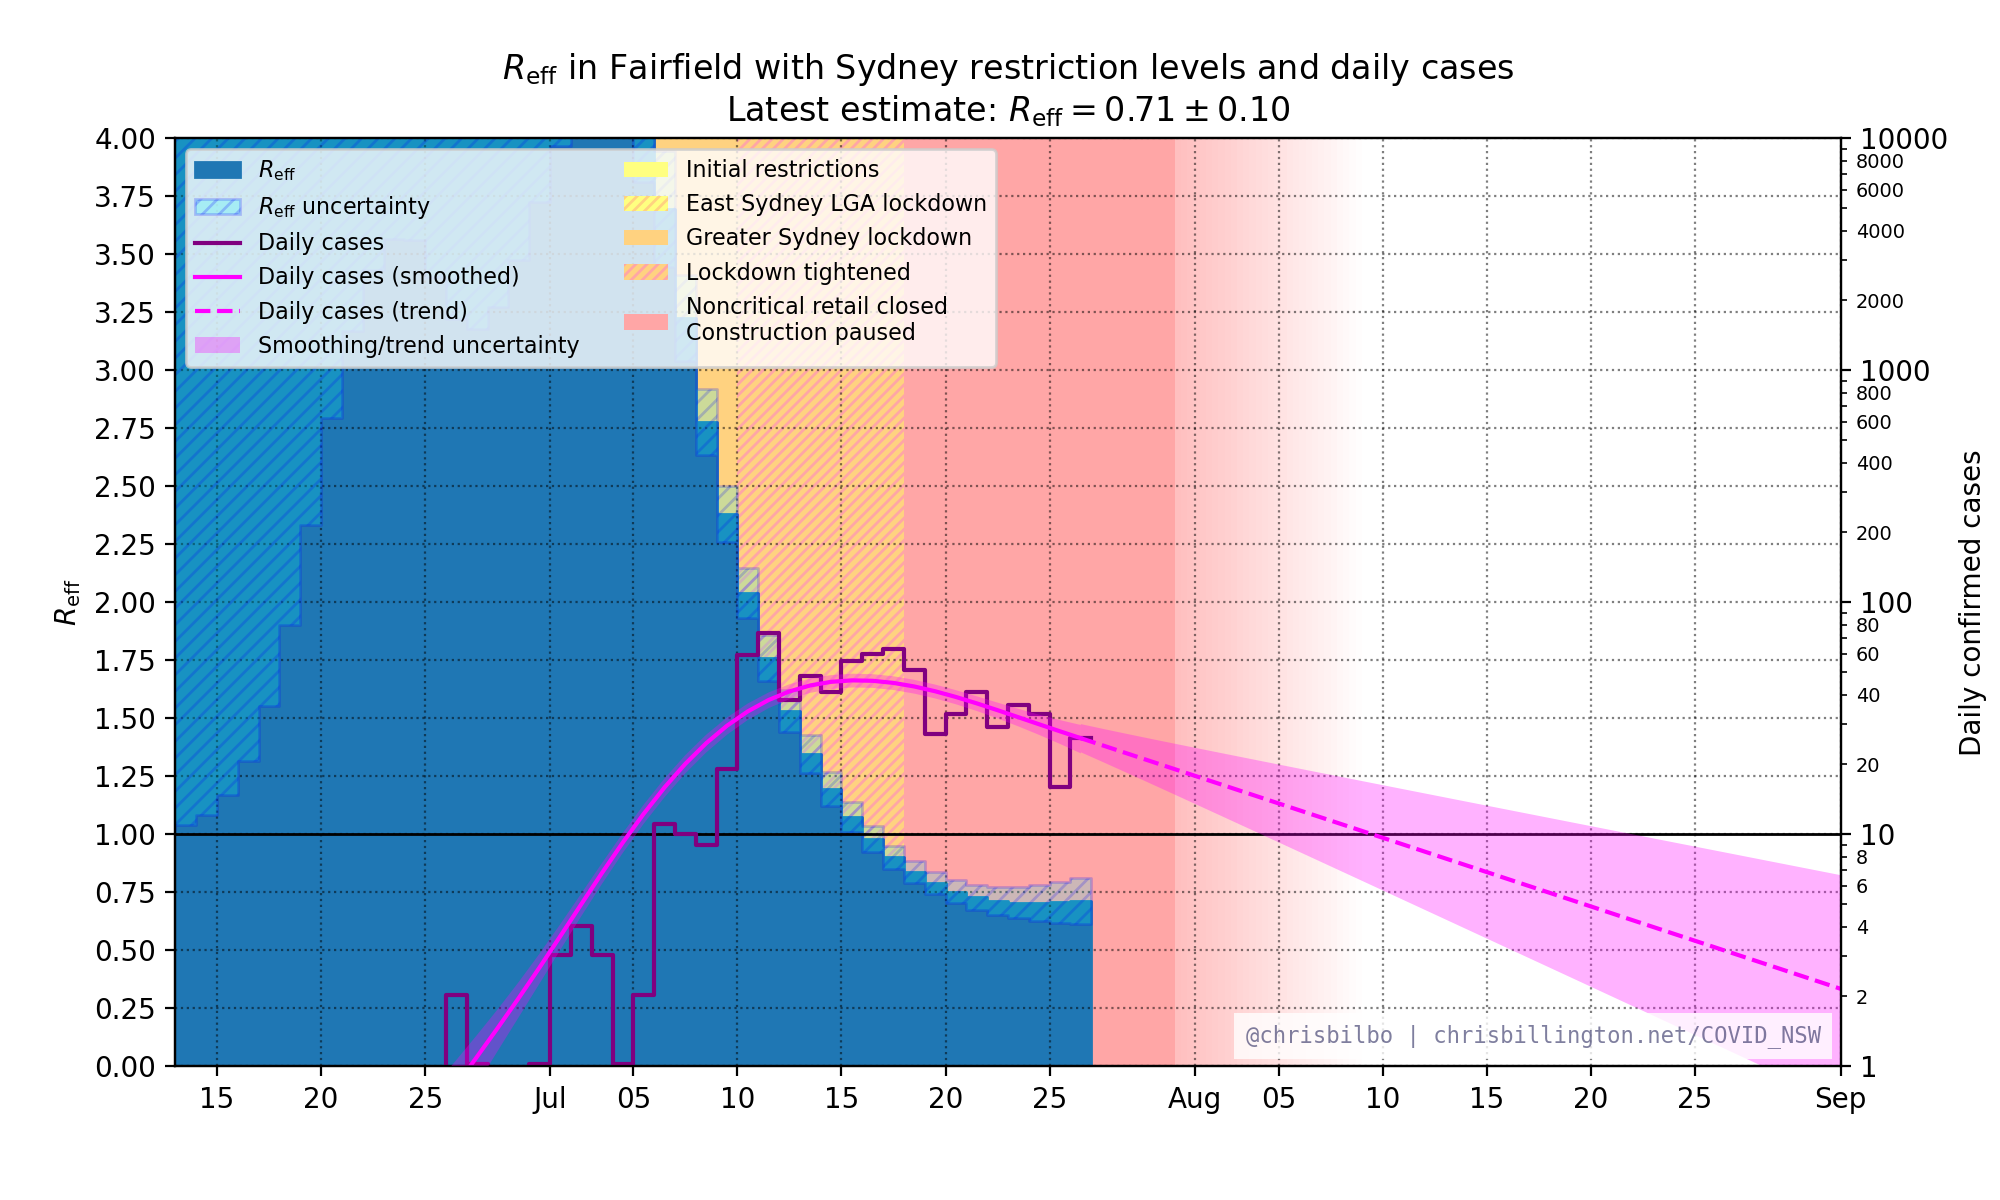 Reff in Fairfield with Sydney restriction levels and daily cases
Latest estimate: Reff = 0.71 ± 0.10
Reff
Reff uncertainty
Daily cases
Daily cases (smoothed)
Daily cases (trend)
Smoothing/trend uncertainty
Initial restrictions
East Sydney LGA lockdown
Greater Sydney lockdown
Lockdown tightened
Noncritical retail closed
Construction paused
Reff
4.00
3.75
3.50
3.25
3.00
2.75
2.50
2.25
2.00
1.75
1.50
1.25
1.00
0.75
0.50
0.25
0.00
15 20 25 Jul 05 10 15 20 25 Aug 05 10 15 20 25 Sep
10000
8000
6000
4000
2000
1000
800
600
400
200
100
80
60
40
20
10
8
6
4
2
1
Daily confirmed cases
@chrisbilbo | chrisbillington.net/COVID_NSW